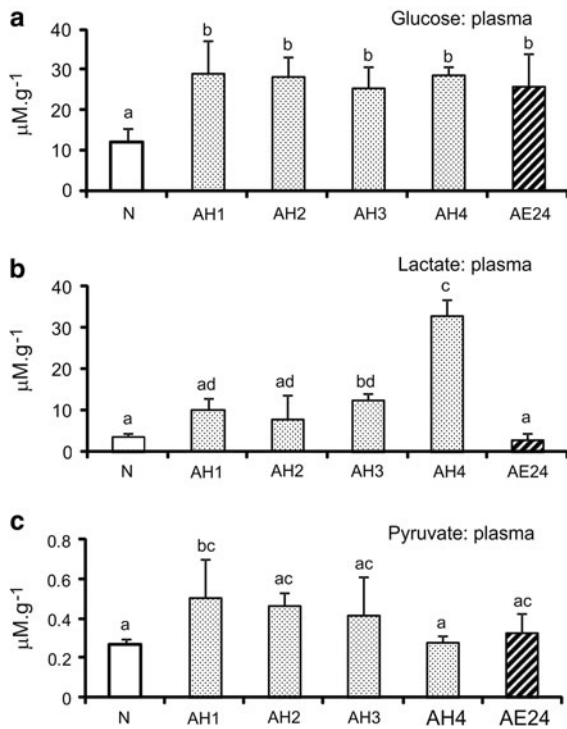 a
Glucose: plasma
40
30
20
10
0
µM.g⁻¹
a b b b b b
N AH1 AH2 AH3 AH4 AE24
b
Lactate: plasma
40
30
20
10
0
µM.g⁻¹
a ad ad bd c a
N AH1 AH2 AH3 AH4 AE24
c
Pyruvate: plasma
0.8
0.6
0.4
0.2
0
µM.g⁻¹
a bc ac ac a ac
N AH1 AH2 AH3 AH4 AE24